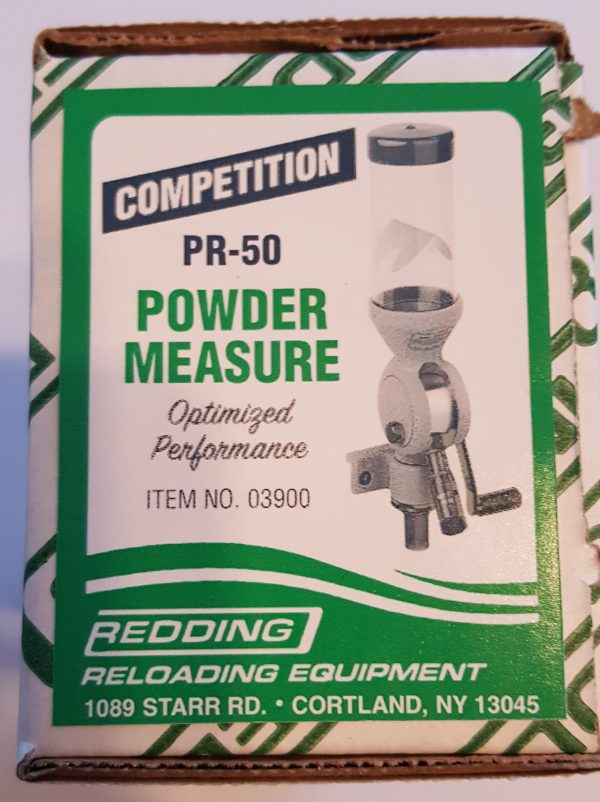 COMPETITION
PR-50
POWDER
MEASURE
Optimized
Performance
ITEM NO. 03900
REDDING
RELOADING EQUIPMENT
1089 STARR RD. • CORTLAND, NY 13045